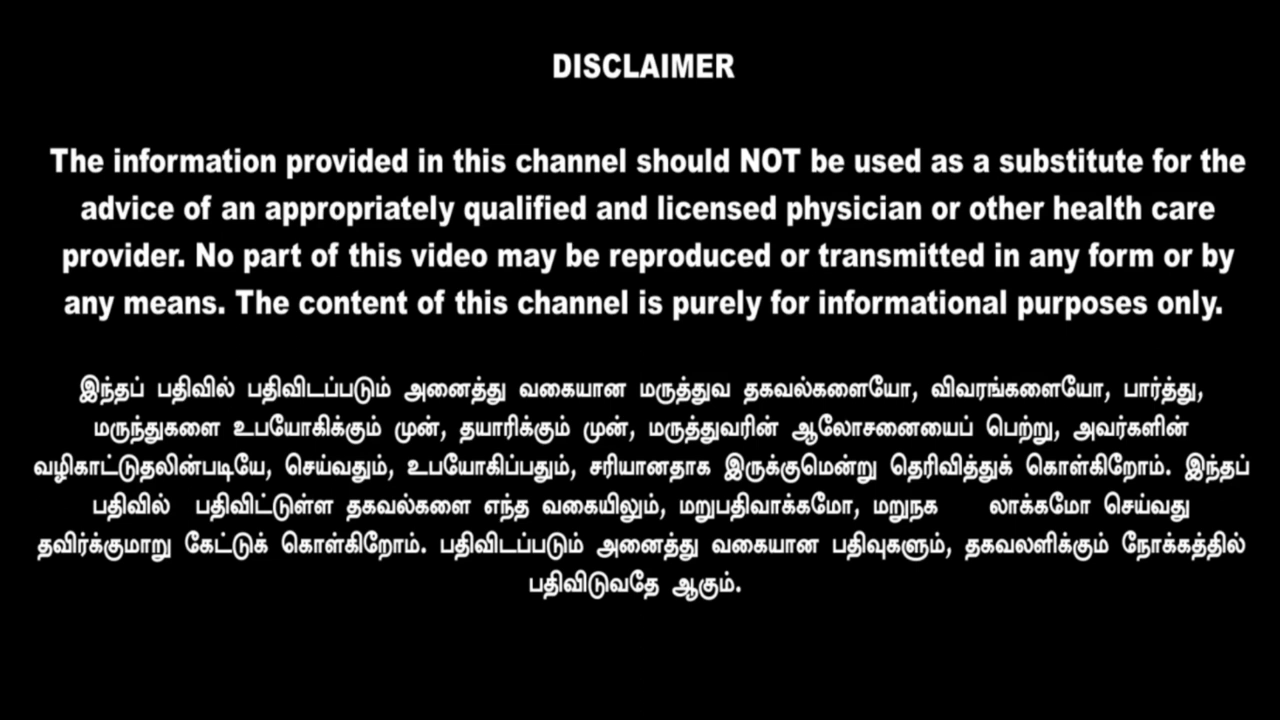 DISCLAIMER
The information provided in this channel should NOT be used as a substitute for the
advice of an appropriately qualified and licensed physician or other health care
provider. No part of this video may be reproduced or transmitted in any form or by
any means. The content of this channel is purely for informational purposes only.
இந்தப் பதிவில் பதிவிடப்படும் அனைத்து வகையான மருத்துவ தகவல்களையோ, விவரங்களையோ, பார்த்து,
மருந்துகளை உபயோகிக்கும் முன், தயாரிக்கும் முன், மருத்துவரின் ஆலோசனையைப் பெற்று, அவர்களின்
வழிகாட்டுதலின்படியே, செய்வதும், உபயோகிப்பதும், சரியானதாக இருக்குமென்று தெரிவித்துக் கொள்கிறோம். இந்தப்
பதிவில் பதிவிட்டுள்ள தகவல்களை எந்த வகையிலும், மறுபதிவாக்கமோ, மறுநக லாக்கமோ செய்வது
தவிர்க்குமாறு கேட்டுக் கொள்கிறோம். பதிவிடப்படும் அனைத்து வகையான பதிவுகளும், தகவலளிக்கும் நோக்கத்தில்
பதிவிடுவதே ஆகும்.